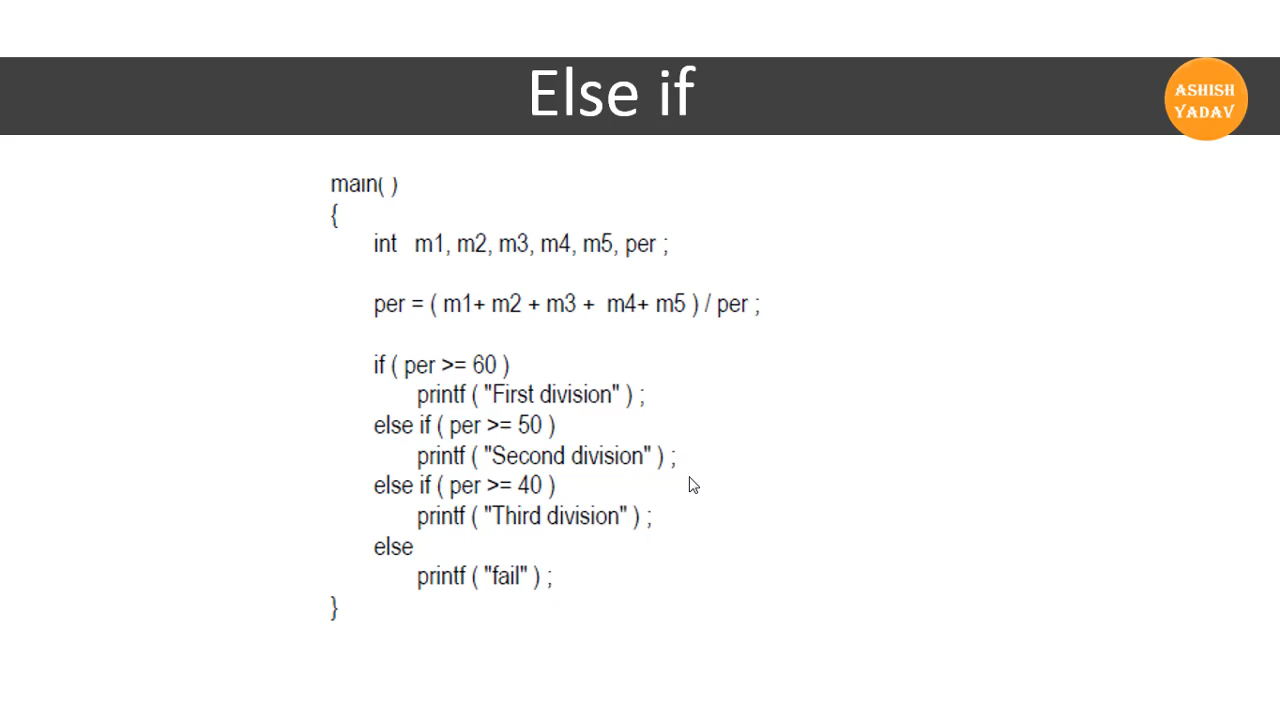 Else if
ASHISH
YADAV
main( )
{
int m1, m2, m3, m4, m5, per ;
per = ( m1+ m2 + m3 + m4+ m5 ) / per ;
if ( per >= 60 )
printf ( "First division" ) ;
else if ( per >= 50 )
printf ( "Second division" ) ;
else if ( per >= 40 )
printf ( "Third division" ) ;
else
printf ( "fail" ) ;
}